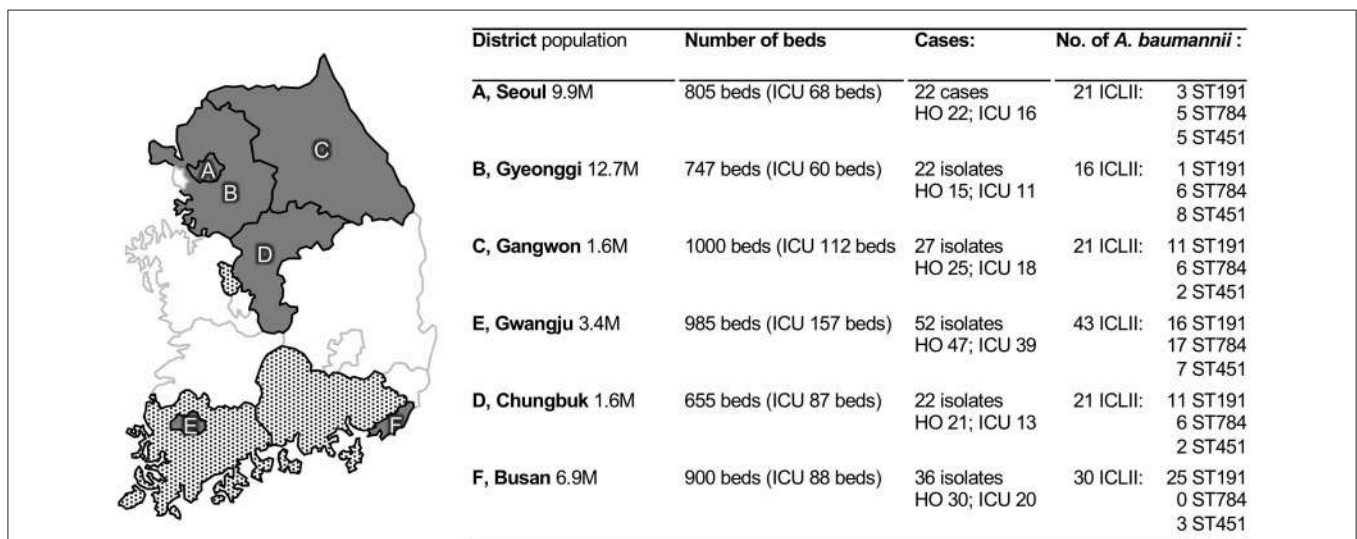 District population Number of beds Cases: No. of A. baumannii :
A, Seoul 9.9M 805 beds (ICU 68 beds) 22 cases 21 ICLII: 3 ST191
HO 22; ICU 16 5 ST784
5 ST451
B, Gyeonggi 12.7M 747 beds (ICU 60 beds) 22 isolates 16 ICLII: 1 ST191
HO 15; ICU 11 6 ST784
8 ST451
C, Gangwon 1.6M 1000 beds (ICU 112 beds 27 isolates 21 ICLII: 11 ST191
HO 25; ICU 18 6 ST784
2 ST451
E, Gwangju 3.4M 985 beds (ICU 157 beds) 52 isolates 43 ICLII: 16 ST191
HO 47; ICU 39 17 ST784
7 ST451
D, Chungbuk 1.6M 655 beds (ICU 87 beds) 22 isolates 21 ICLII: 11 ST191
HO 21; ICU 13 6 ST784
2 ST451
F, Busan 6.9M 900 beds (ICU 88 beds) 36 isolates 30 ICLII: 25 ST191
HO 30; ICU 20 0 ST784
3 ST451
C
A
B
D
E
F